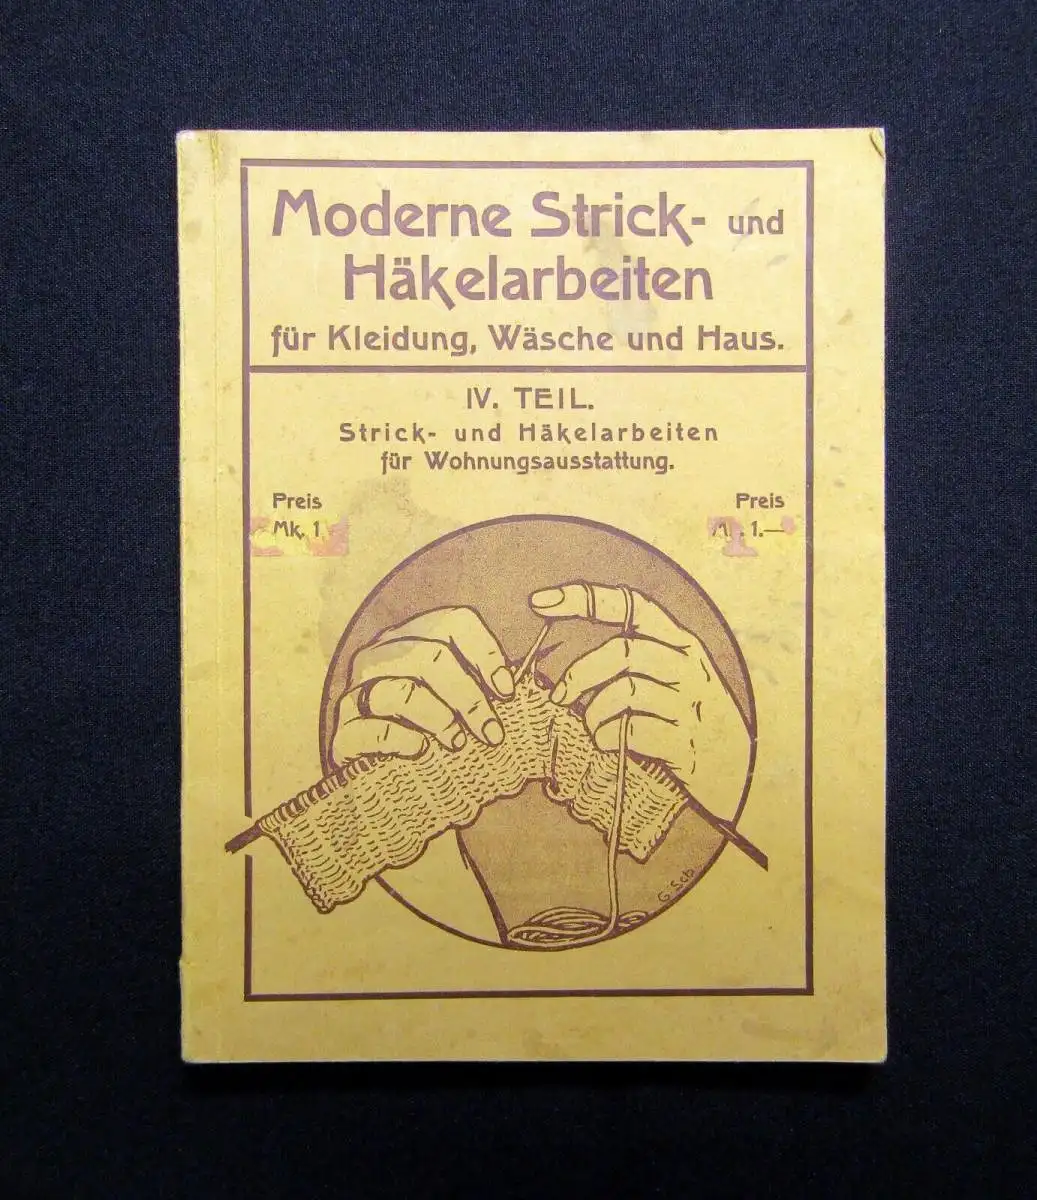 Moderne Strick- und
Häkelarbeiten
für Kleidung, Wäsche und Haus.
IV. TEIL.
Strick- und Häkelarbeiten
für Wohnungsausstattung.
Preis
Mk. 1
Preis
1.—
G. Sch.